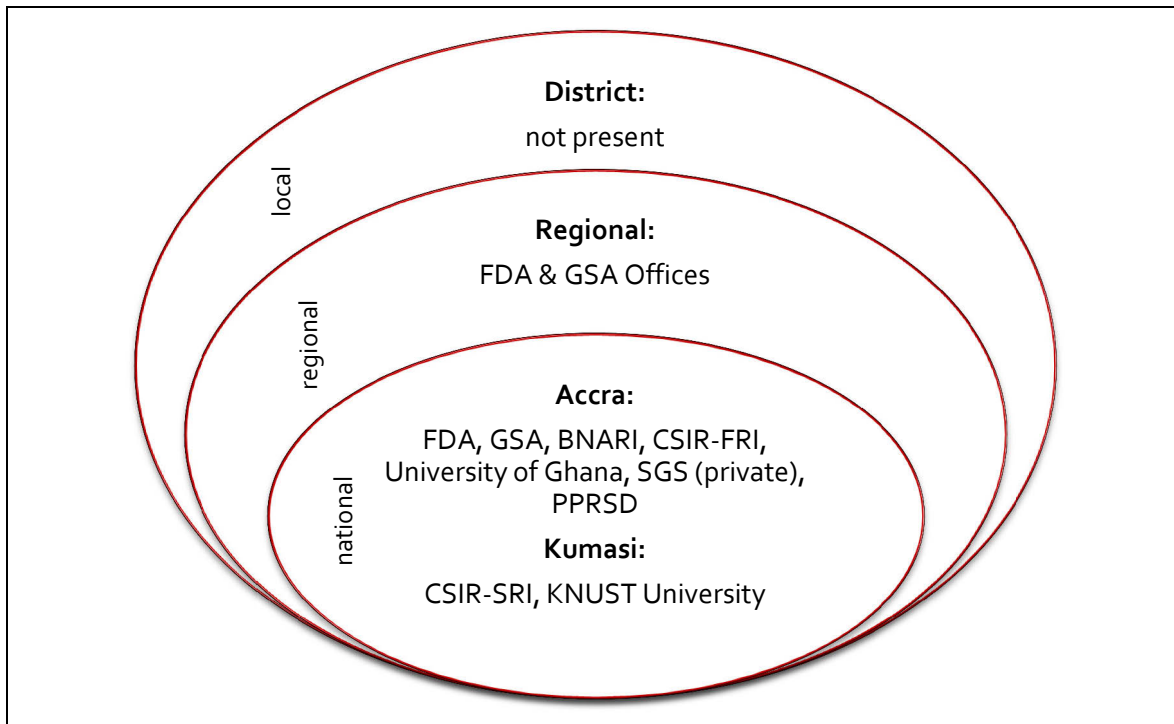 District:
not present
local
Regional:
FDA & GSA Offices
regional
Accra:
FDA, GSA, BNARI, CSIR-FRI,
University of Ghana, SGS (private),
PPRSD
national
Kumasi:
CSIR-SRI, KNUST University